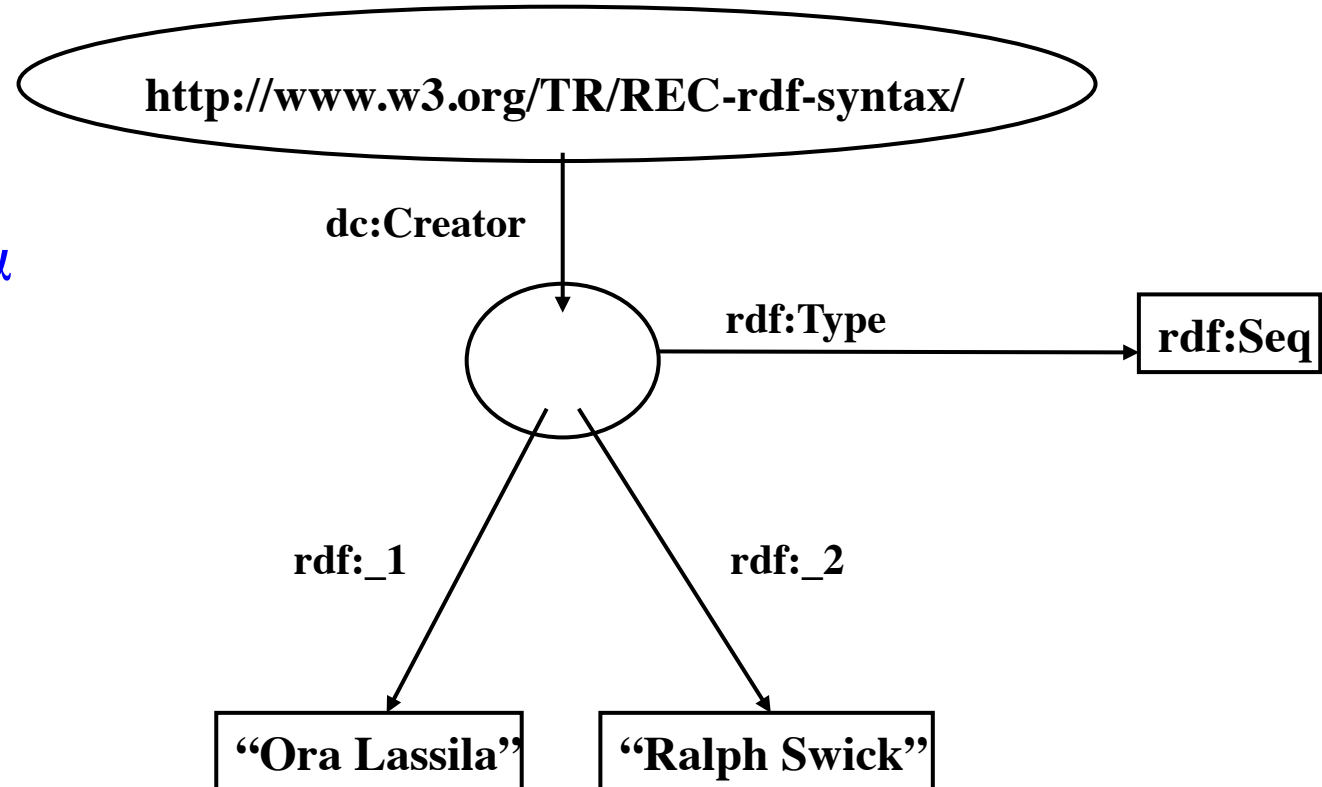 http://www.w3.org/TR/REC-rdf-syntax/
dc:Creator
rdf:Type
rdf:Seq
rdf:_1
rdf:_2
“Ora Lassila”
“Ralph Swick”